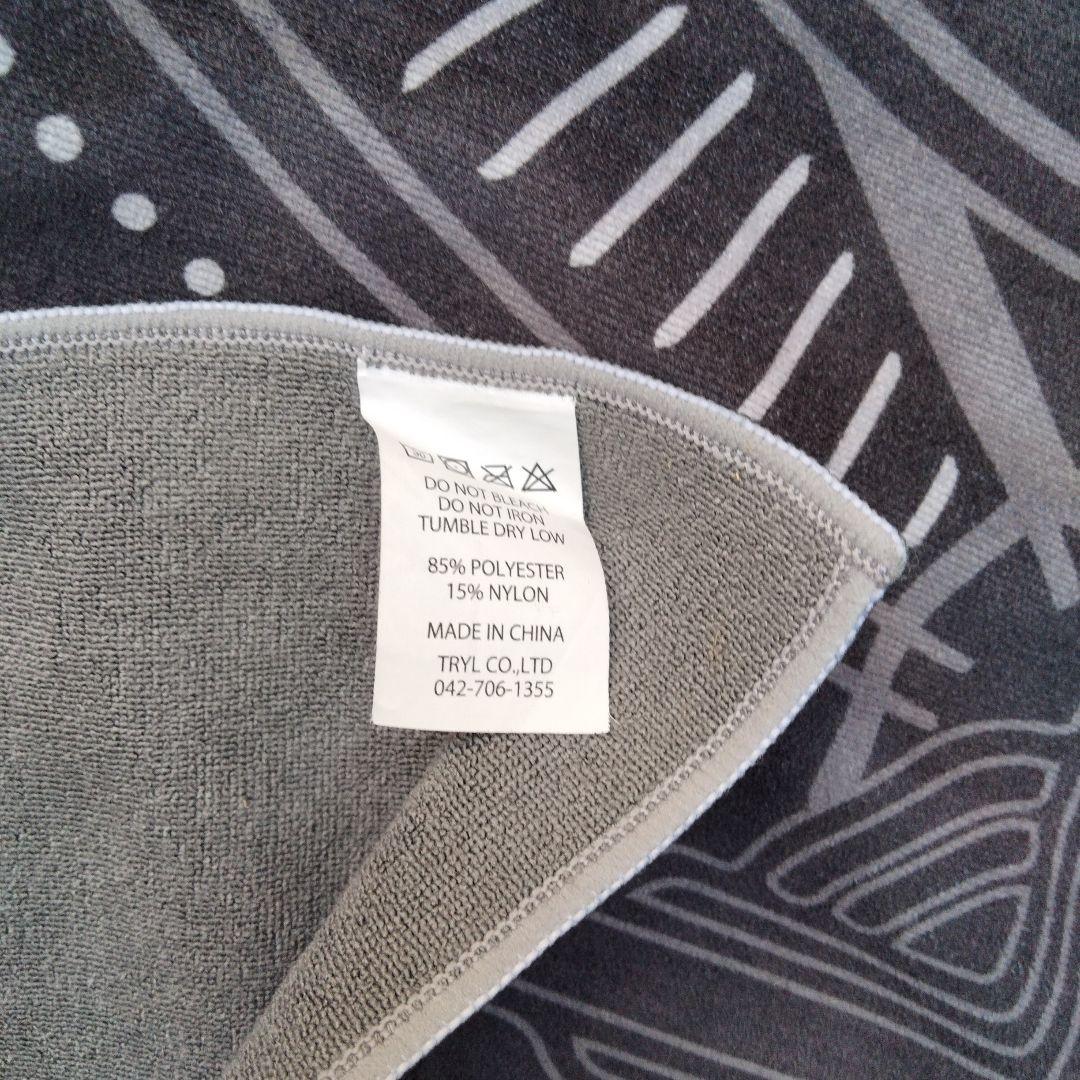 30
DO NOT BLEACH
DO NOT IRON
TUMBLE DRY LOW
85% POLYESTER
15% NYLON
MADE IN CHINA
TRYL CO.,LTD
042-706-1355